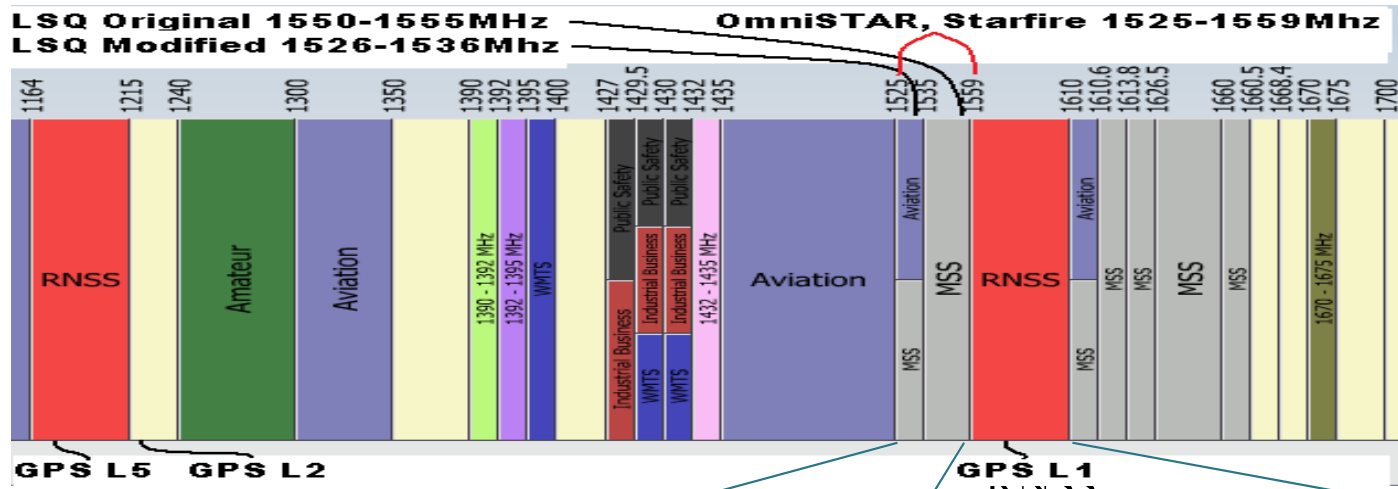 LSQ Original 1550-1555MHz
OmniSTAR, Starfire 1525-1559Mhz
LSQ Modified 1526-1536Mhz
1164
1215
1240
1300
1350
1390
1392
1395
1400
1427
1429.5
1430
1432
1435
1525
1535
1559
1610
1610.6
1613.8
1626.5
1660
1660.5
1668.4
1670
1675
1700
RNSS
Amateur
Aviation
1390 - 1392 MHz
1392 - 1395 MHz
WMTS
Public Safety
Industrial Business
Public Safety
Industrial Business
WMTS
Public Safety
Industrial Business
WMTS
1432 - 1435 MHz
Aviation
Aviation
MSS
MSS
RNSS
Aviation
MSS
MSS
MSS
MSS
MSS
1670 - 1675 MHz
GPS L5
GPS L2
GPS L1